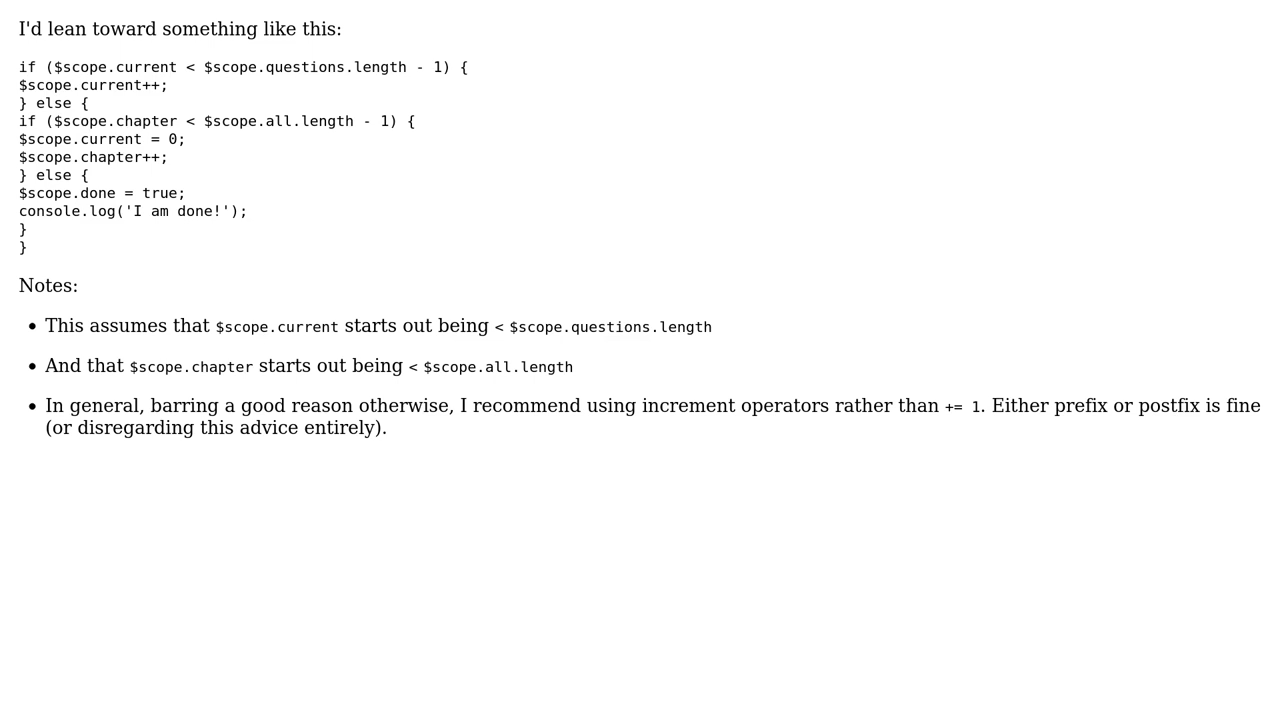 I'd lean toward something like this:
if ($scope.current < $scope.questions.length - 1) {
$scope.current++;
} else {
if ($scope.chapter < $scope.all.length - 1) {
$scope.current = 0;
$scope.chapter++;
} else {
$scope.done = true;
console.log('I am done!');
}
}
Notes:
• This assumes that $scope.current starts out being < $scope.questions.length
• And that $scope.chapter starts out being < $scope.all.length
• In general, barring a good reason otherwise, I recommend using increment operators rather than += 1. Either prefix or postfix is fine
(or disregarding this advice entirely).